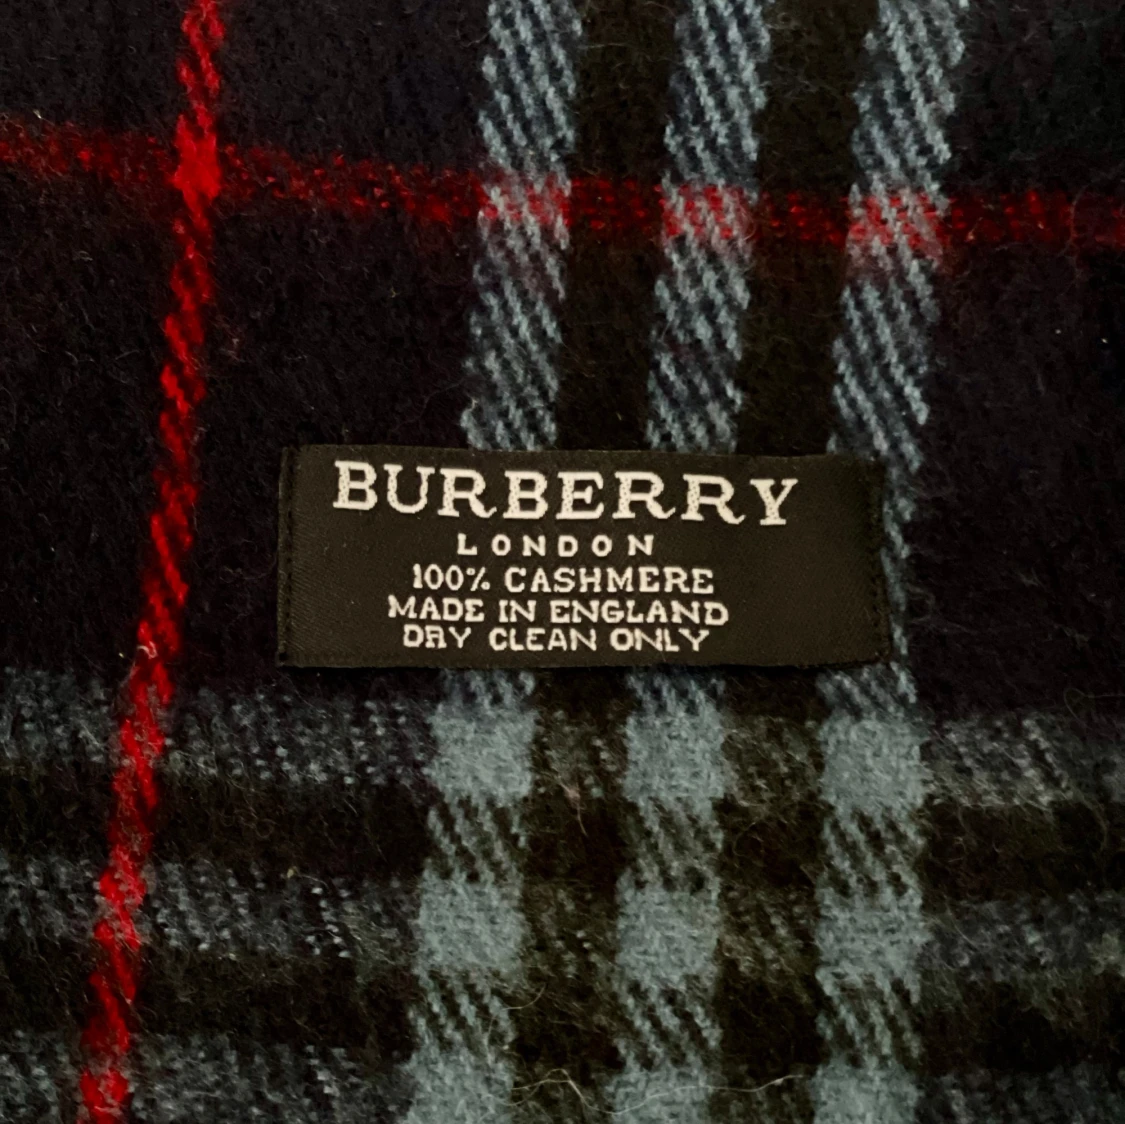 BURBERRY
LONDON
100% CASHMERE
MADE IN ENGLAND
DRY CLEAN ONLY